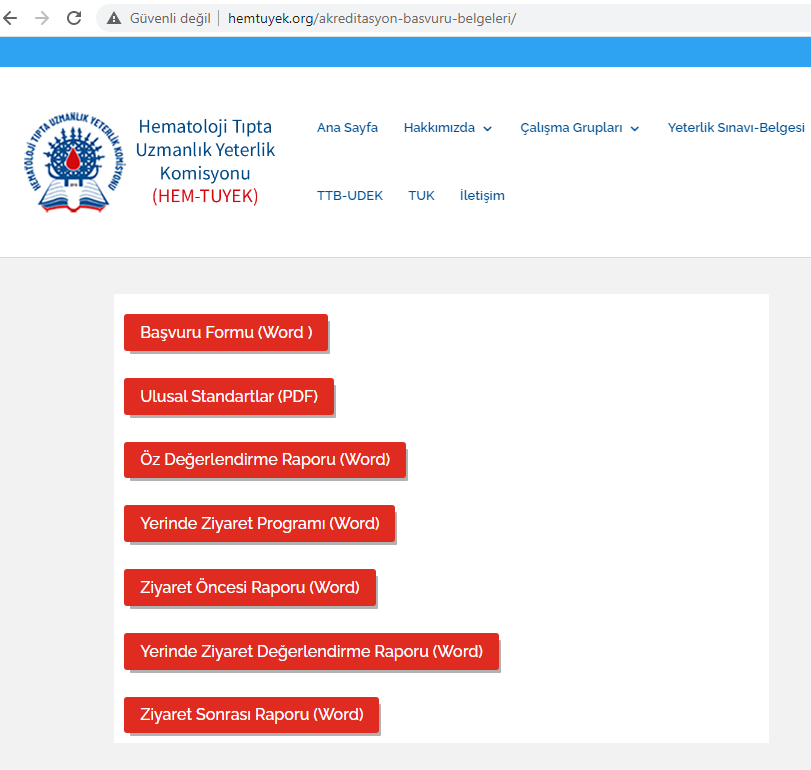 Güvenli değil | hemtuyek.org/akreditasyon-basvuru-belgeleri/
HEMATOLOJİ TIPTA UZMANLIK YETERLİK KOMİSYONU
Hematoloji Tıpta
Uzmanlık Yeterlik
Komisyonu
(HEM-TUYEK)
Ana Sayfa Hakkımızda Çalışma Grupları Yeterlik Sınavı-Belgesi
TTB-UDEK TUK İletişim
Başvuru Formu (Word )
Ulusal Standartlar (PDF)
Öz Değerlendirme Raporu (Word)
Yerinde Ziyaret Programı (Word)
Ziyaret Öncesi Raporu (Word)
Yerinde Ziyaret Değerlendirme Raporu (Word)
Ziyaret Sonrası Raporu (Word)